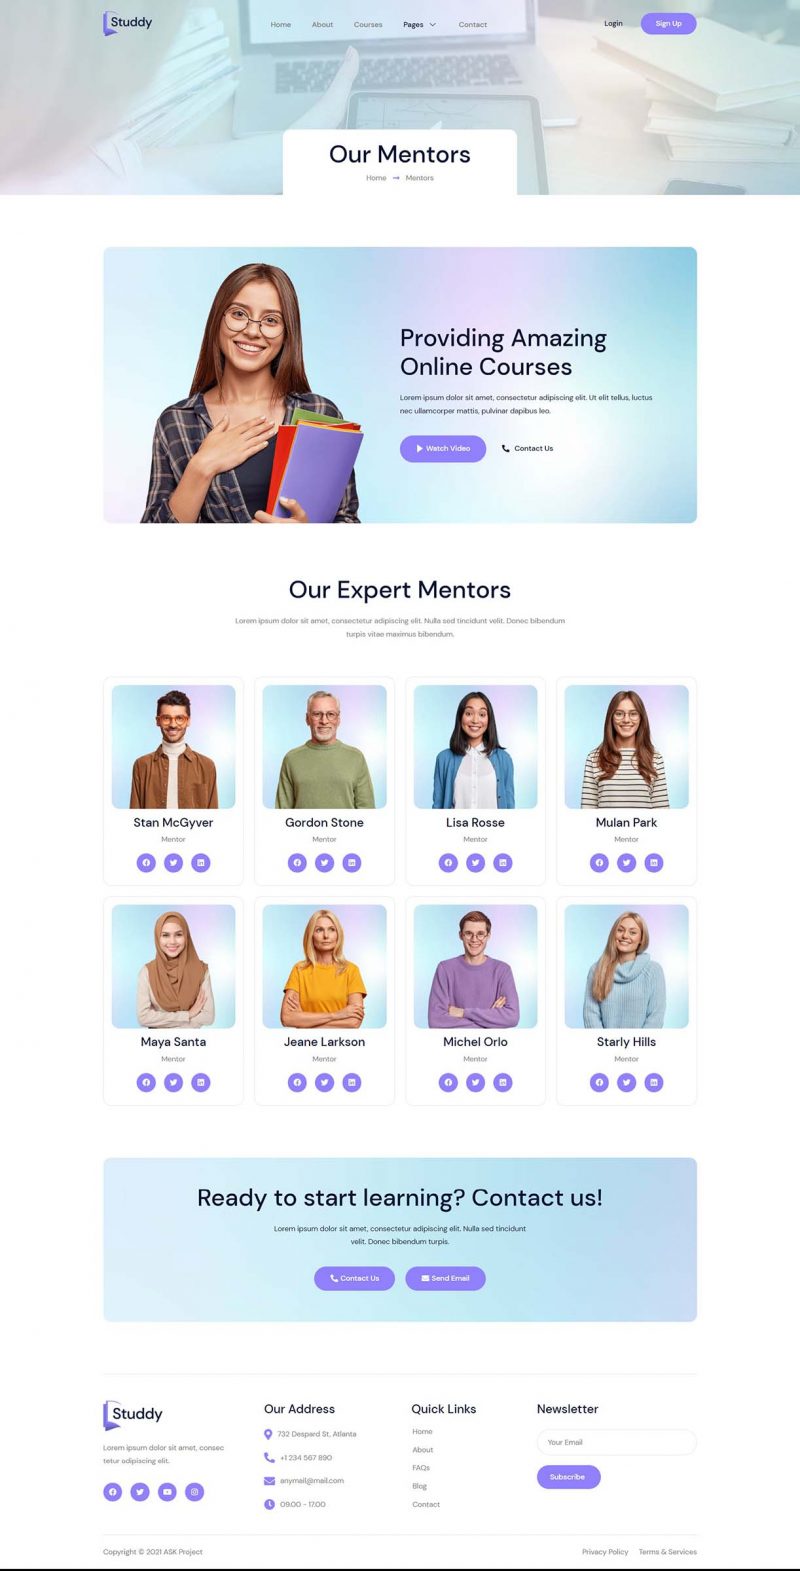 Studdy
Home About Courses Pages Contact
Login Sign Up
Our Mentors
Home Mentors
Providing Amazing
Online Courses
Lorem ipsum dolor sit amet, consectetur adipiscing elit. Ut elit tellus, luctus
nec ullamcorper mattis, pulvinar dapibus leo.
Watch Video Contact Us
Our Expert Mentors
Lorem ipsum dolor sit amet, consectetur adipiscing elit. Nulla sed tincidunt velit. Donec bibendum
turpis vitae maximus bibendum.
Stan McGyver Gordon Stone Lisa Rosse Mulan Park
Mentor Mentor Mentor Mentor
Maya Santa Jeane Larkson Michel Orlo Starly Hills
Mentor Mentor Mentor Mentor
Ready to start learning? Contact us!
Lorem ipsum dolor sit amet, consectetur adipiscing elit. Nulla sed tincidunt
velit. Donec bibendum turpis.
Contact Us Send Email
Studdy
Lorem ipsum dolor sit amet, consec
tetur adipiscing elit.
Our Address
732 Despard St, Atlanta
+1 234 567 890
anymail@mail.com
09.00 - 17.00
Quick Links
Home
About
FAQs
Blog
Contact
Newsletter
Your Email
Subscribe
Copyright © 2021 ASK Project
Privacy Policy Terms & Services